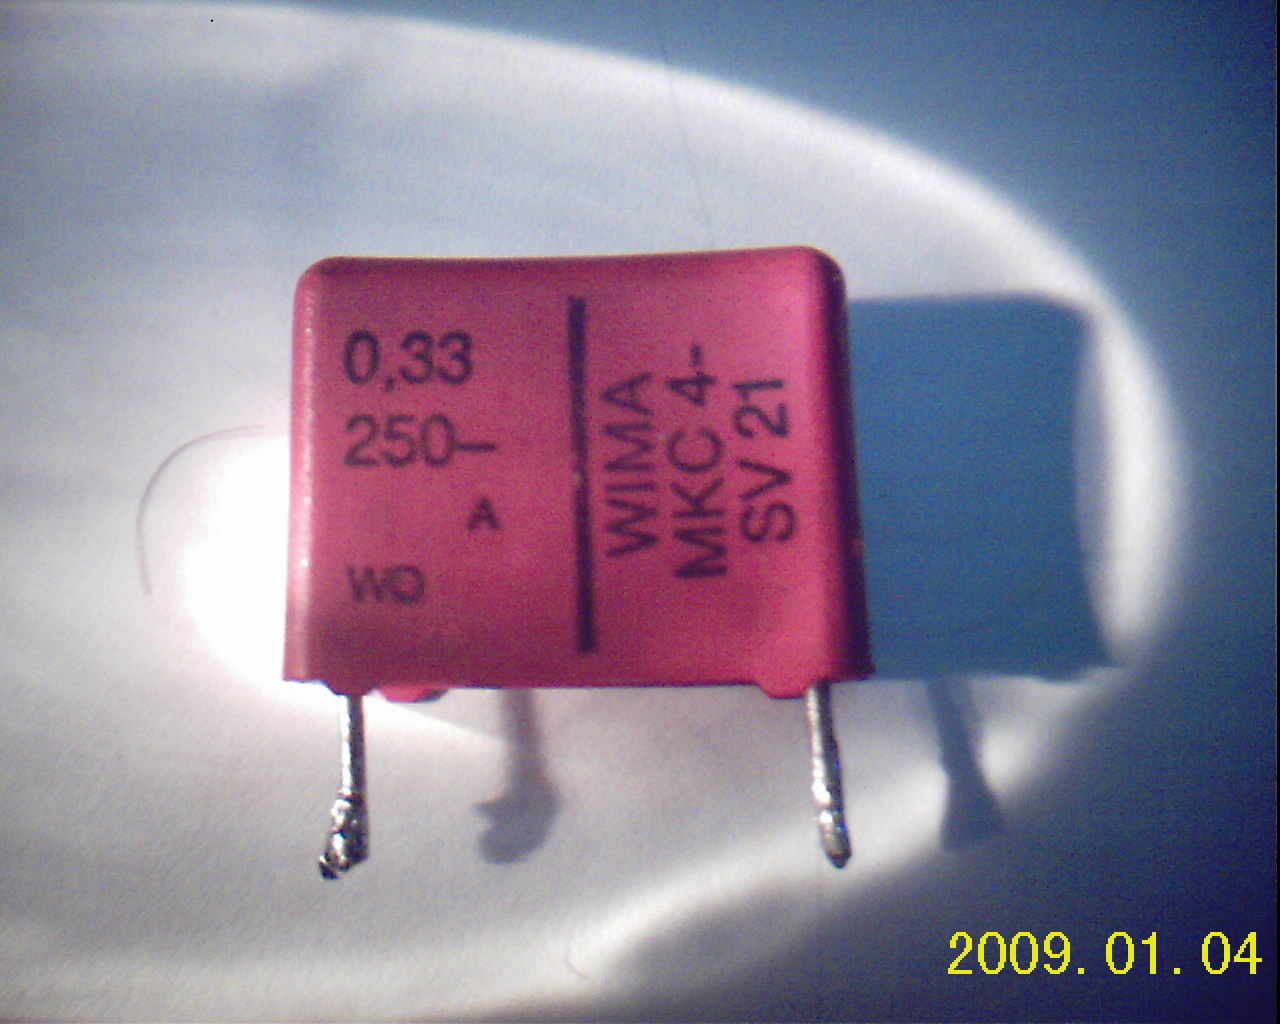 0,33
250–
A
WO
WIMA
MKC 4-
SV 21
2009.01.04